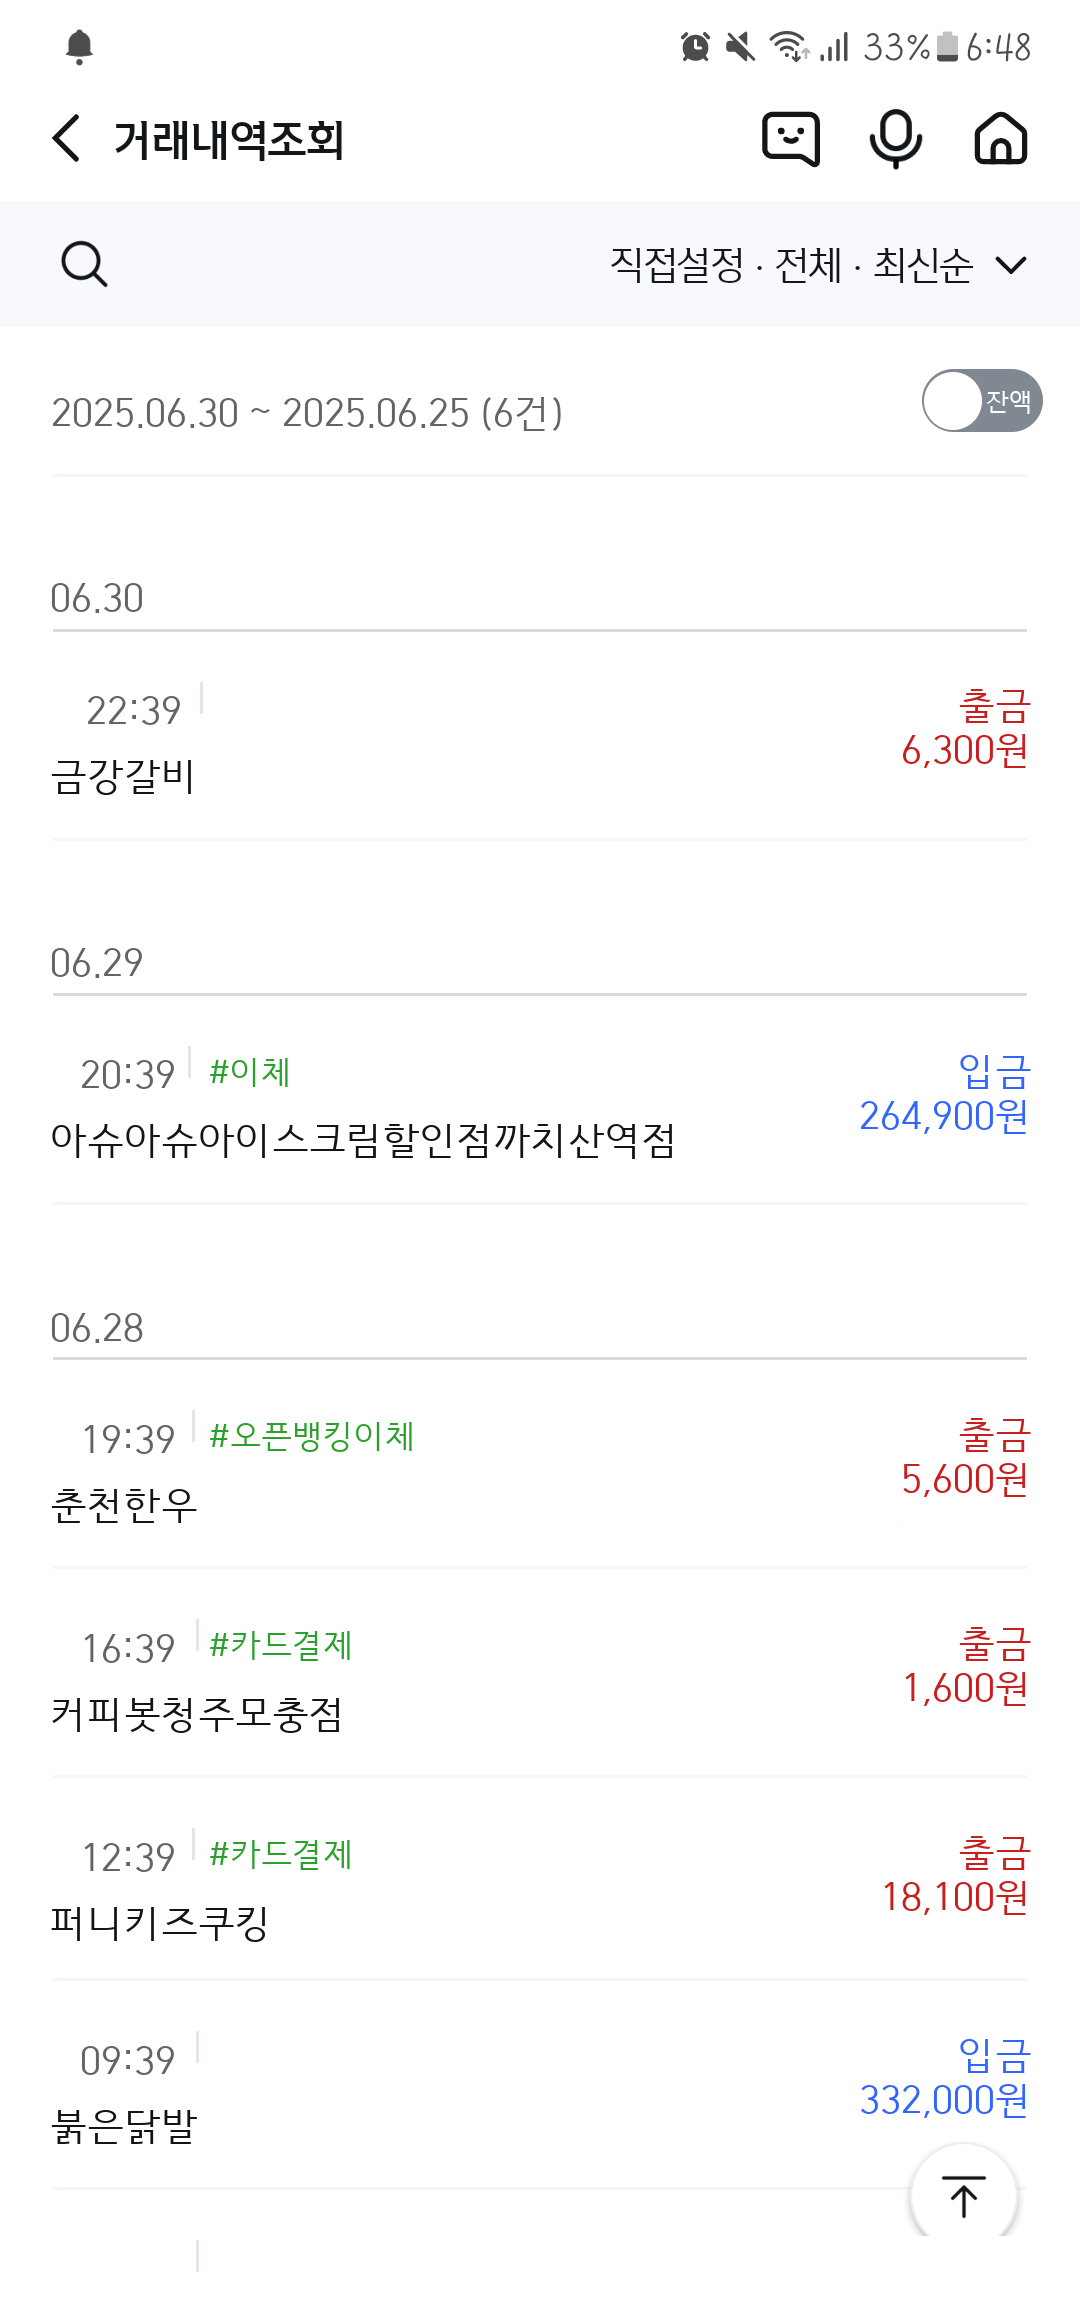 33% 6:48
거래내역조회
직접설정 · 전체 · 최신순
2025.06.30 ~ 2025.06.25 (6건)
잔액
06.30
22:39
출금
6,300원
금강갈비
06.29
20:39 #이체
입금
264,900원
아슈아슈아이스크림할인점까치산역점
06.28
19:39 #오픈뱅킹이체
출금
5,600원
춘천한우
16:39 #카드결제
출금
1,600원
커피봇청주모충점
12:39 #카드결제
출금
18,100원
퍼니키즈쿠킹
09:39
입금
332,000원
붉은닭발